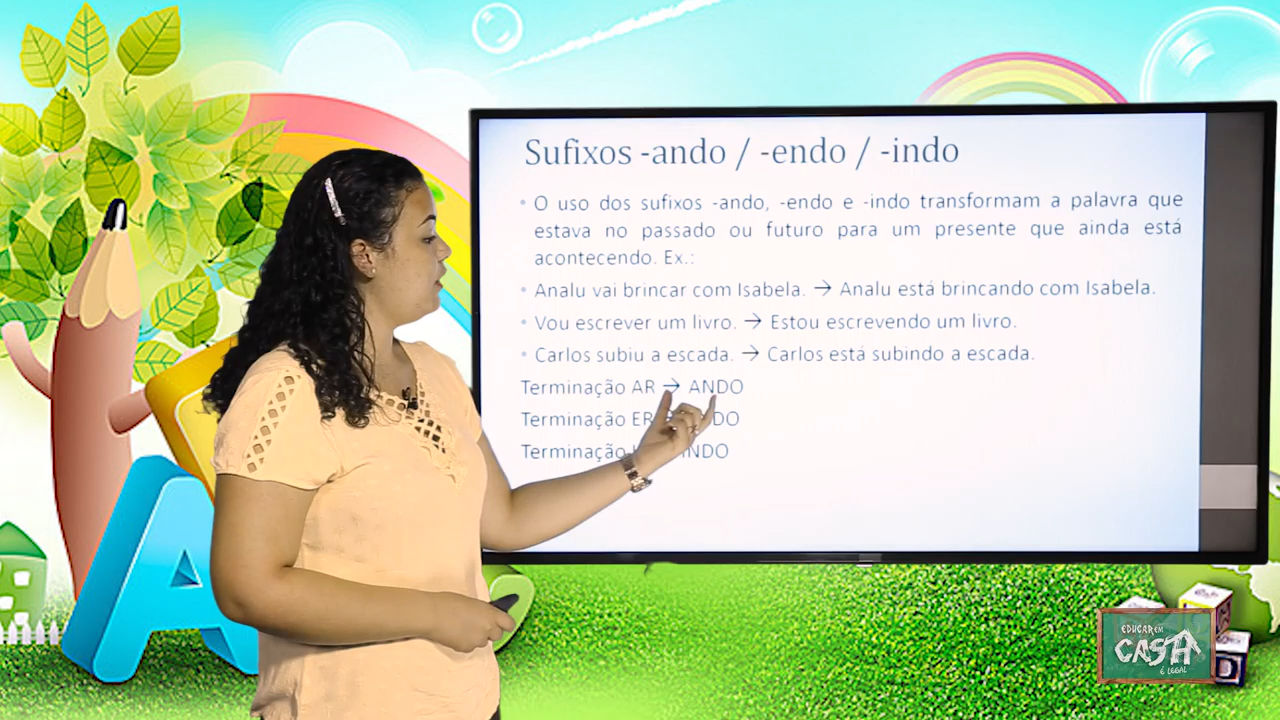 Sufixos -ando / -endo / -indo
O uso dos sufixos -ando, -endo e -indo transformam a palavra que
estava no passado ou futuro para um presente que ainda está
acontecendo. Ex.:
Analu vai brincar com Isabela. → Analu está brincando com Isabela.
Vou escrever um livro. → Estou escrevendo um livro.
Carlos subiu a escada. → Carlos está subindo a escada.
Terminação AR → ANDO
Terminação ER DO
Terminação INDO
A
EDUCAR EM
CASA
É LEGAL